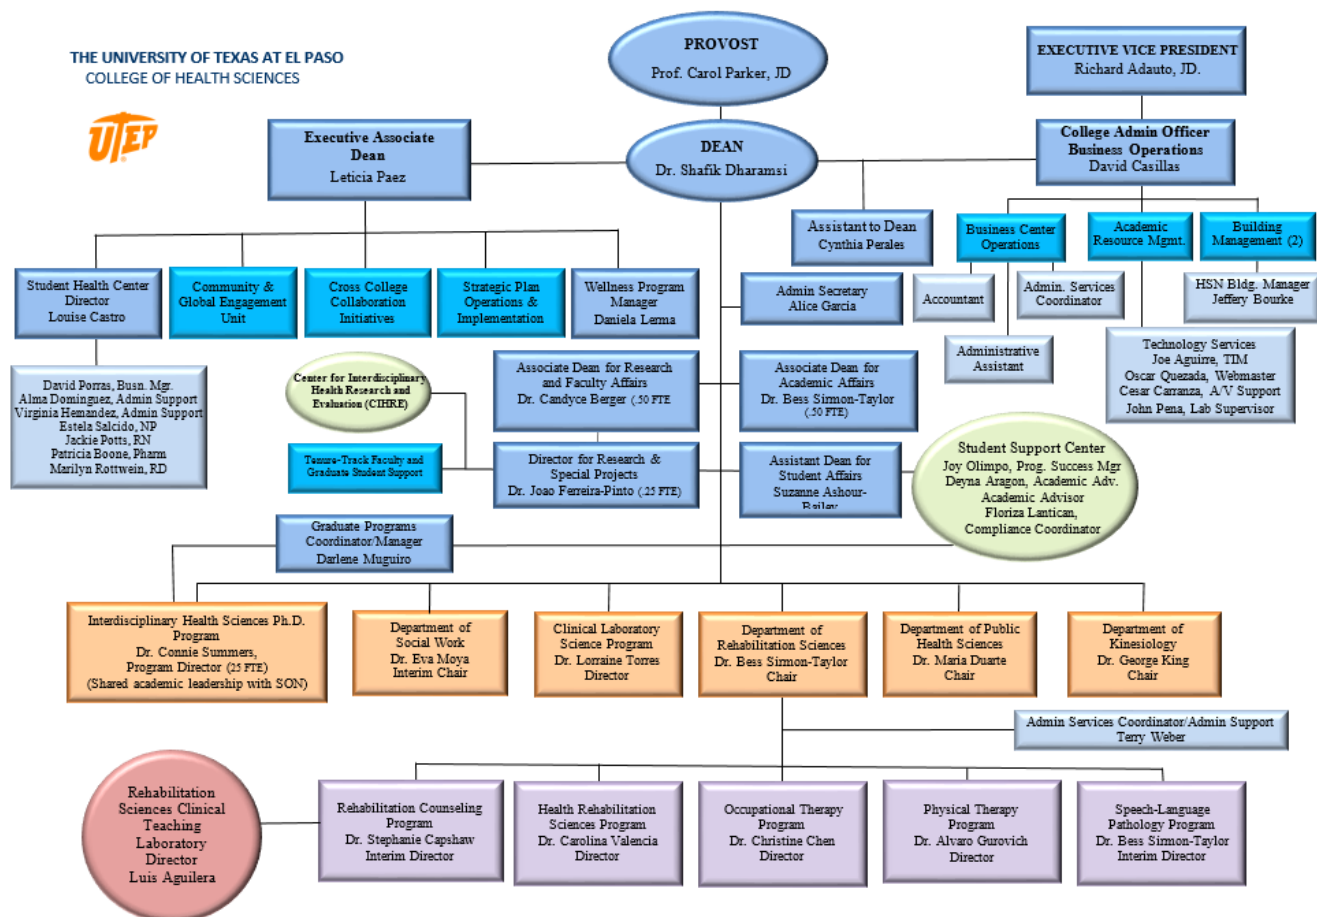 THE UNIVERSITY OF TEXAS AT EL PASO
COLLEGE OF HEALTH SCIENCES
UTEP
PROVOST
Prof. Carol Parker, JD
EXECUTIVE VICE PRESIDENT
Richard Adauto, JD.
Executive Associate
Dean
Leticia Paez
DEAN
Dr. Shafik Dharamsi
College Admin Officer
Business Operations
David Casillas
Assistant to Dean
Cynthia Perales
Business Center
Operations
Academic
Resource Mgmt.
Building
Management (2)
Student Health Center
Director
Louise Castro
Community &
Global Engagement
Unit
Cross College
Collaboration
Initiatives
Strategic Plan
Operations &
Implementation
Wellness Program
Manager
Daniela Lerma
Admin Secretary
Alice Garcia
Accountant
Admin. Services
Coordinator
HSN Bldg. Manager
Jeffery Bourke
Administrative
Assistant
Technology Services
Joe Aguirre, TIM
Oscar Quezada, Webmaster
Cesar Carranza, A/V Support
John Pena, Lab Supervisor
David Porras, Busn. Mgr.
Alma Dominguez, Admin Support
Virginia Hernandez, Admin Support
Estela Salcido, NP
Jackie Potts, RN
Patricia Boone, Pharm
Marilyn Rottwein, RD
Center for Interdisciplinary
Health Research and
Evaluation (CIHRE)
Associate Dean for Research
and Faculty Affairs
Dr. Candyce Berger (.50 FTE
Associate Dean for
Academic Affairs
Dr. Bess Sirmon-Taylor
(.50 FTE)
Tenure-Track Faculty and
Graduate Student Support
Director for Research &
Special Projects
Dr. Joao Ferreira-Pinto (.25 FTE)
Assistant Dean for
Student Affairs
Suzanne Ashour-
Bailey
Student Support Center
Joy Olimpo, Prog. Success Mgr
Deyna Aragon, Academic Adv.
Academic Advisor
Floriza Lantican,
Compliance Coordinator
Graduate Programs
Coordinator/Manager
Darlene Muguiro
Interdisciplinary Health Sciences Ph.D.
Program
Dr. Connie Summers,
Program Director (25 FTE)
(Shared academic leadership with SON)
Department of
Social Work
Dr. Eva Moya
Interim Chair
Clinical Laboratory
Science Program
Dr. Lorraine Torres
Director
Department of
Rehabilitation Sciences
Dr. Bess Sirmon-Taylor
Chair
Department of Public
Health Sciences
Dr. Maria Duarte
Chair
Department of
Kinesiology
Dr. George King
Chair
Admin Services Coordinator/Admin Support
Terry Weber
Rehabilitation
Sciences Clinical
Teaching
Laboratory
Director
Luis Aguilera
Rehabilitation Counseling
Program
Dr. Stephanie Capshaw
Interim Director
Health Rehabilitation
Sciences Program
Dr. Carolina Valencia
Director
Occupational Therapy
Program
Dr. Christine Chen
Director
Physical Therapy
Program
Dr. Alvaro Gurovich
Director
Speech-Language
Pathology Program
Dr. Bess Sirmon-Taylor
Interim Director